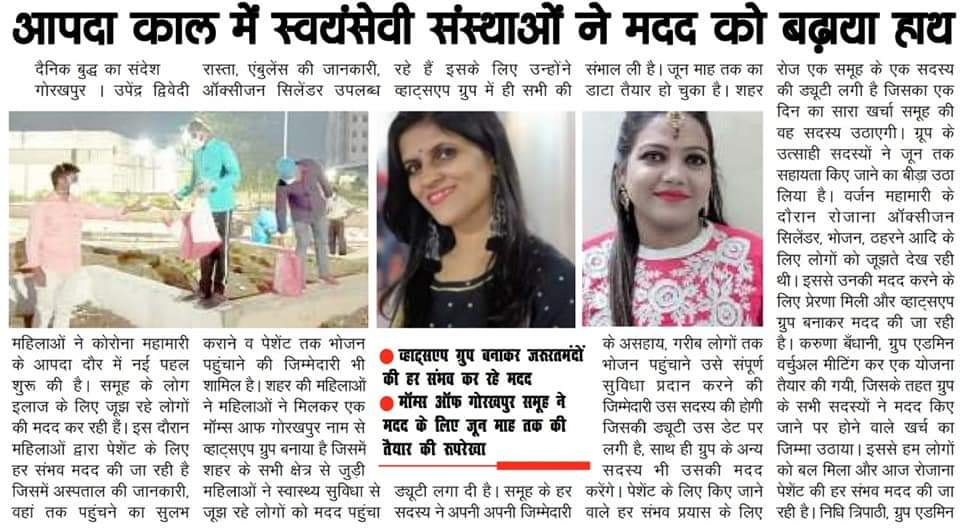 आपदा काल में स्वयंसेवी संस्थाओं ने मदद को बढ़ाया हाथ
दैनिक बुद्ध का संदेश
गोरखपुर । उपेंद्र द्विवेदी
महिलाओं ने कोरोना महामारी
के आपदा दौर में नई पहल
शुरू की है। समूह के लोग
इलाज के लिए जूझ रहे लोगों
की मदद कर रही हैं। इस दौरान
महिलाओं द्वारा पेशेंट के लिए
हर संभव मदद की जा रही है
जिसमें अस्पताल की जानकारी,
वहां तक पहुंचने का सुलभ
रास्ता, एंबुलेंस की जानकारी,
ऑक्सीजन सिलेंडर उपलब्ध
कराने व पेशेंट तक भोजन
पहुंचाने की जिम्मेदारी भी
शामिल है। शहर की महिलाओं
ने महिलाओं ने मिलकर एक
मॉम्स आफ गोरखपुर नाम से
व्हाट्सएप ग्रुप बनाया है जिसमें
शहर के सभी क्षेत्र से जुड़ी
महिलाओं ने स्वास्थ्य सुविधा से
जूझ रहे लोगों को मदद पहुंचा
रहे हैं इसके लिए उन्होंने
व्हाट्सएप ग्रुप में ही सभी की
● व्हाट्सएप ग्रुप बनाकर जरूरतमंदों
की हर संभव कर रहे मदद
● मॉम्स ऑफ गोरखपुर समूह ने
मदद के लिए जून माह तक की
तैयार की रूपरेखा
ड्यूटी लगा दी है। समूह के हर
सदस्य ने अपनी अपनी जिम्मेदारी
संभाल ली है। जून माह तक का
डाटा तैयार हो चुका है। शहर
के असहाय, गरीब लोगों तक
भोजन पहुंचाने उसे संपूर्ण
सुविधा प्रदान करने की
जिम्मेदारी उस सदस्य की होगी
जिसकी ड्यूटी उस डेट पर
लगी है, साथ ही ग्रुप के अन्य
सदस्य भी उसकी मदद
करेंगे। पेशेंट के लिए किए जाने
वाले हर संभव प्रयास के लिए
रोज एक समूह के एक सदस्य
की ड्यूटी लगी है जिसका एक
दिन का सारा खर्चा समूह की
वह सदस्य उठाएगी। ग्रूप के
उत्साही सदस्यों ने जून तक
सहायता किए जाने का बीड़ा उठा
लिया है। वर्जन महामारी के
दौरान रोजाना ऑक्सीजन
सिलेंडर, भोजन, ठहरने आदि के
लिए लोगों को जूझते देख रही
थी। इससे उनकी मदद करने के
लिए प्रेरणा मिली और व्हाट्सएप
ग्रुप बनाकर मदद की जा रही
है। करुणा बैंधानी, ग्रुप एडमिन
वर्चुअल मीटिंग कर एक योजना
तैयार की गयी, जिसके तहत ग्रुप
के सभी सदस्यों ने मदद किए
जाने पर होने वाले खर्च का
जिम्मा उठाया। इससे हम लोगों
को बल मिला और आज रोजाना
पेशेंट की हर संभव मदद की जा
रही है। निधि त्रिपाठी, ग्रुप एडमिन